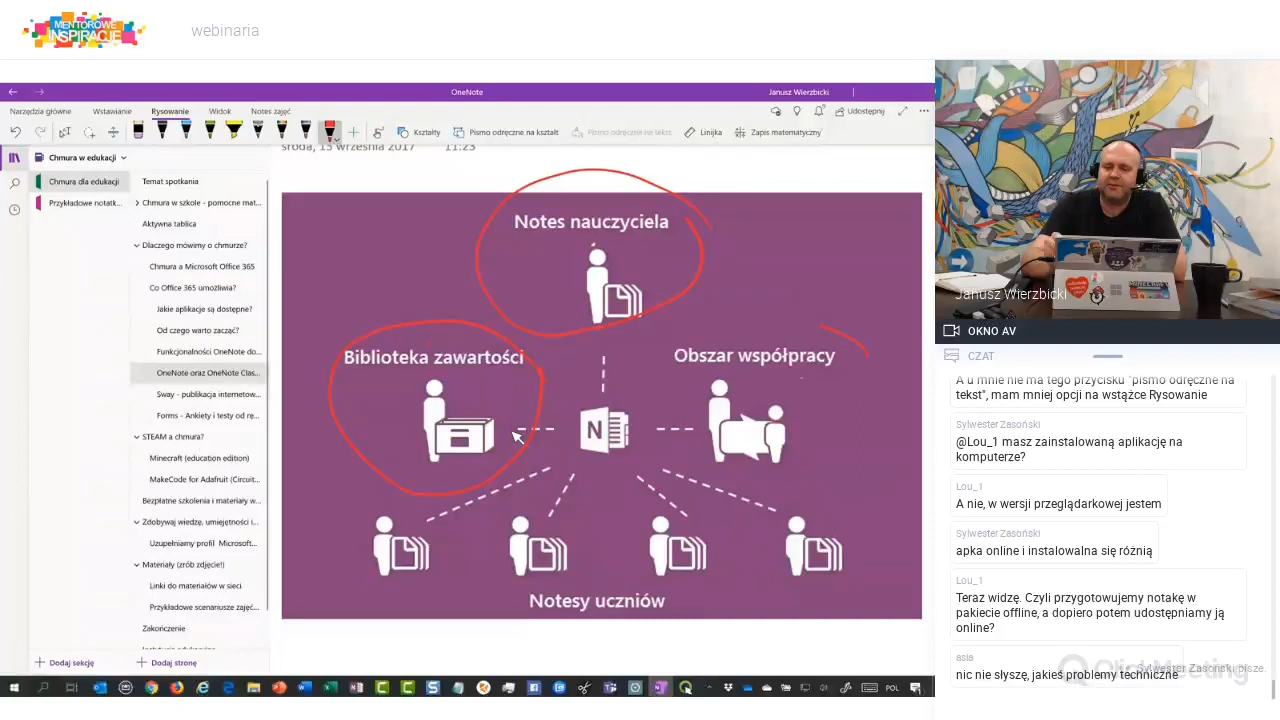 MENTOROWE
INSPIRACJE
webinaria
OneNote
Janusz Wierzbicki
Narzędzia główne
Wstawianie
Rysowanie
Widok
Notes zajęć
Udostępnij
Kształty
Pismo odręczne na kształt
Pismo odręczne na tekst
Linijka
Zapis matematyczny
Chmura w edukacji
środa, 13 września 2017
11:23
Chmura dla edukacji
Przykładowe notatk...
Temat spotkania
Chmura w szkole - pomocne mat...
Aktywna tablica
Dlaczego mówimy o chmurze?
Chmura a Microsoft Office 365
Co Office 365 umożliwia?
Jakie aplikacje są dostępne?
Od czego warto zacząć?
Funkcjonalności OneNote do...
OneNote oraz OneNote Clas...
Sway - publikacja internetow...
Forms - Ankiety i testy od rę...
STEAM a chmura?
Minecraft (education edition)
MakeCode for Adafruit (Circuit...
Bezpłatne szkolenia i materiały w...
Zdobywaj wiedzę, umiejętności i...
Uzupełniamy profil Microsoft...
Materiały (zrób zdjęcie!)
Linki do materiałów w sieci
Przykładowe scenariusze zajęć...
Zakończenie
Dodaj sekcję
Dodaj stronę
Notes nauczyciela
Biblioteka zawartości
Obszar współpracy
N
Notesy uczniów
POL
Janusz Wierzbicki
OKNO AV
CZAT
A u mnie nie ma tego przycisku "pismo odręczne na
tekst", mam mniej opcji na wstążce Rysowanie
Sylwester Zasoński
@Lou_1 masz zainstalowaną aplikację na
komputerze?
Lou_1
A nie, w wersji przeglądarkowej jestem
Sylwester Zasoński
apka online i instalowalna się różnią
Lou_1
Teraz widzę. Czyli przygotowujemy notakę w
pakiecie offline, a dopiero potem udostępniamy ją
online?
asia
nic nie słyszę, jakieś problemy techniczne
Sylwester Zasoński pisze.
ClickMeeting